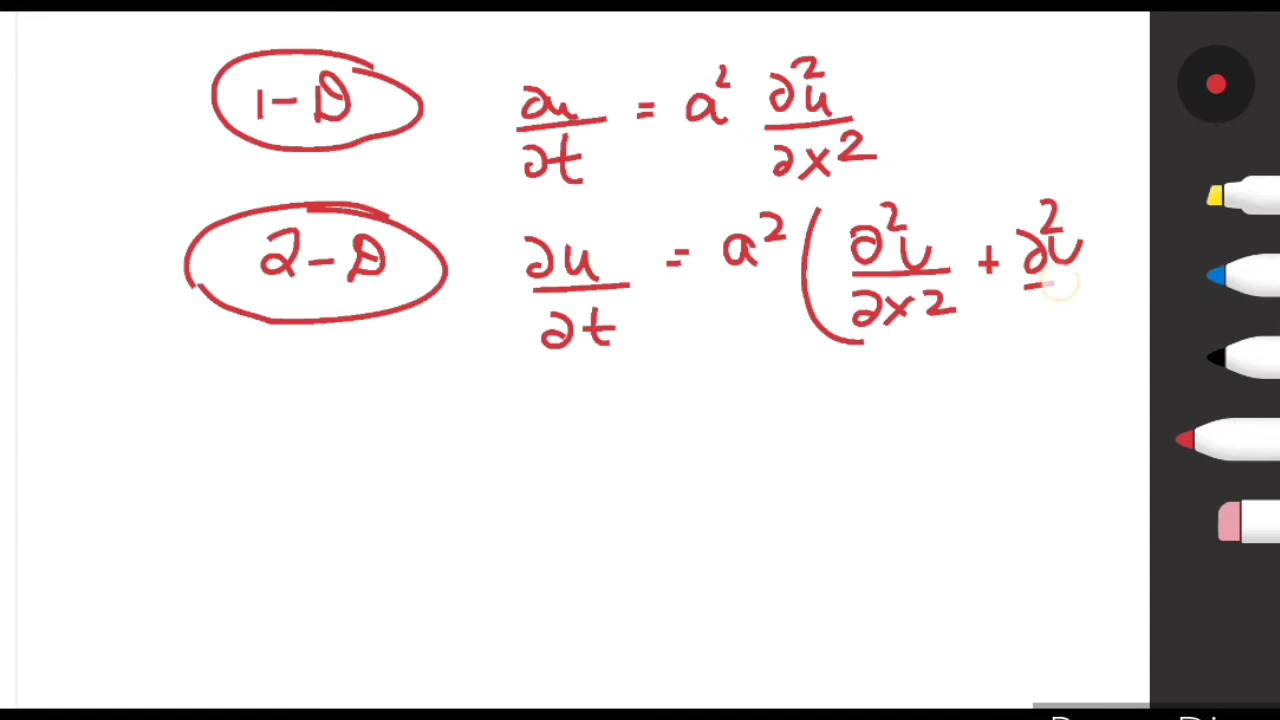 1-D ∂u/∂t = a² ∂²u/∂x²
2-D ∂u/∂t = a² ( ∂²u/∂x² + ∂²u